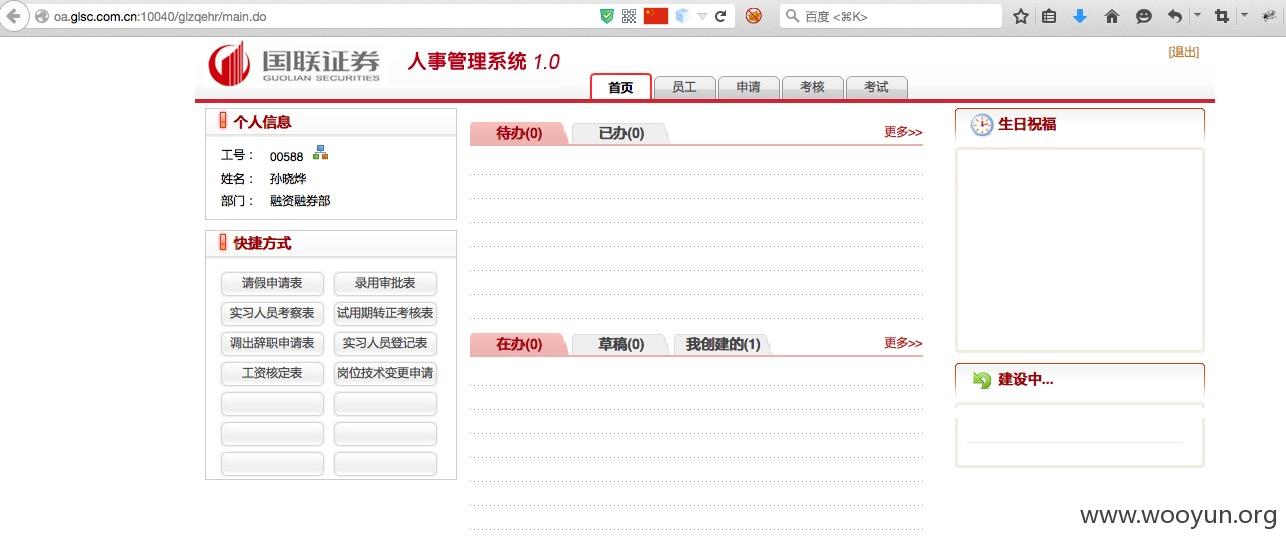 oa.glsc.com.cn:10040/glzqehr/main.do
百度 <⌘K>
国联证券
GUOLIAN SECURITIES
人事管理系统 1.0
[退出]
首页 员工 申请 考核 考试
个人信息
工号： 00588
姓名： 孙晓烨
部门： 融资融券部
快捷方式
请假申请表 录用审批表
实习人员考察表 试用期转正考核表
调出辞职申请表 实习人员登记表
工资核定表 岗位技术变更申请
待办(0) 已办(0) 更多>>
在办(0) 草稿(0) 我创建的(1) 更多>>
生日祝福
建设中...
www.wooyun.org